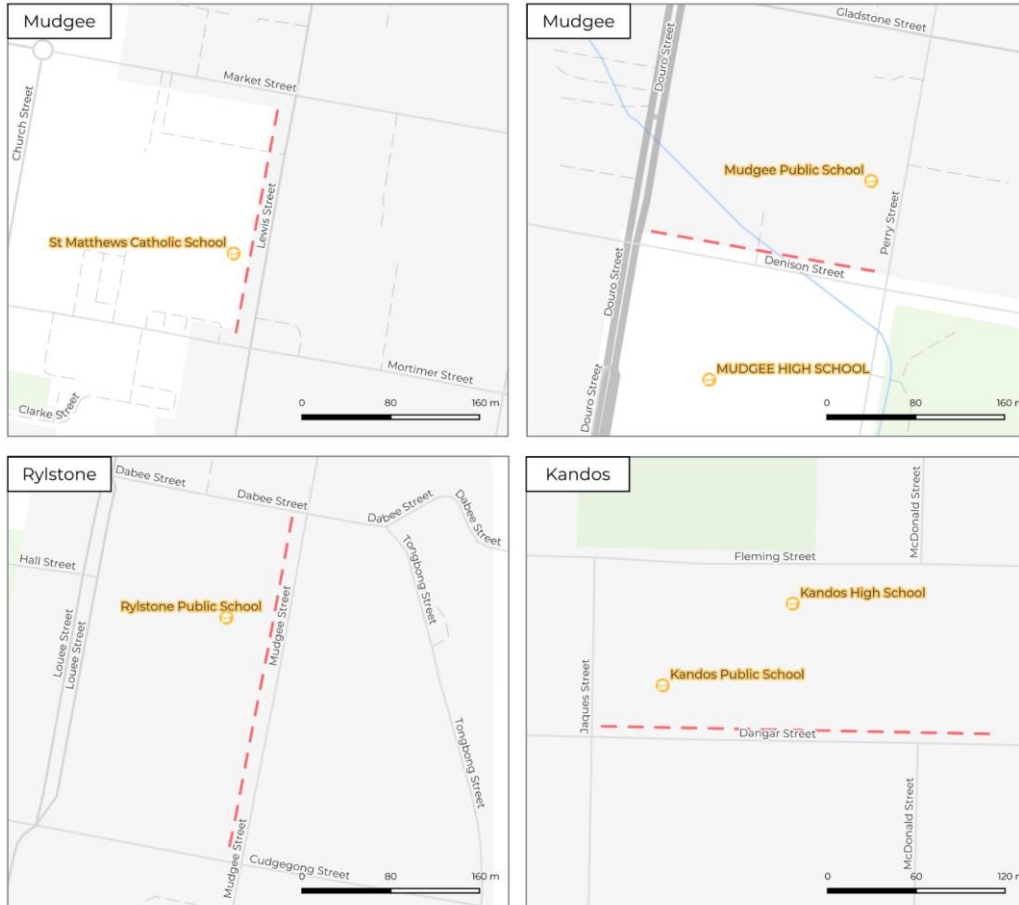 Mudgee
Market Street
Church Street
Lewis Street
St Matthews Catholic School
Mortimer Street
Clarke Street
0 80 160 m
Mudgee
Gladstone Street
Douro Street
Mudgee Public School
Perry Street
Douro Street
Denison Street
MUDGEE HIGH SCHOOL
Douro Street
0 80 160 m
Rylstone
Dabee Street
Dabee Street
Dabee Street
Dabee Street
Tongbong Street
Hall Street
Rylstone Public School
Mudgee Street
Louee Street
Louee Street
Tongbong Street
Mudgee Street
Cudgegong Street
0 80 160 m
Kandos
McDonald Street
Fleming Street
Kandos High School
Kandos Public School
Jaques Street
Dangar Street
McDonald Street
0 60 120 m